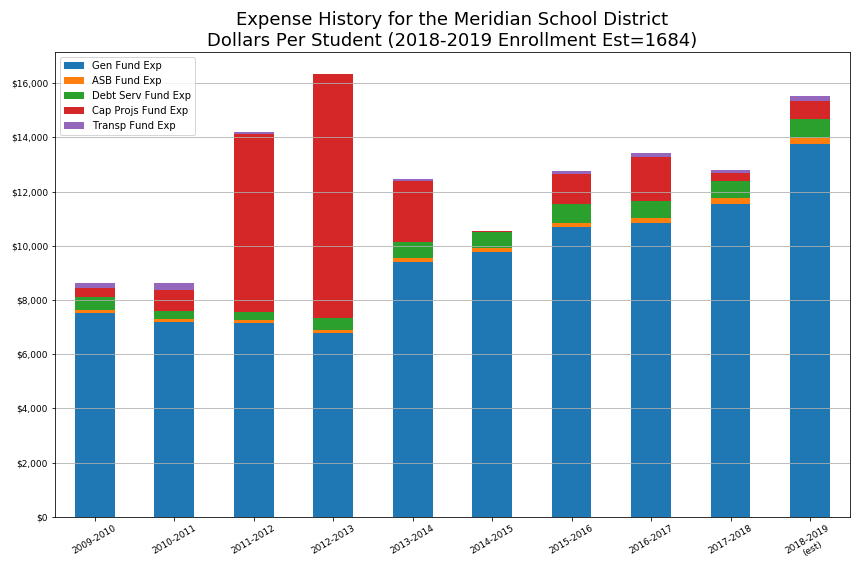 Expense History for the Meridian School District
Dollars Per Student (2018-2019 Enrollment Est=1684)
Gen Fund Exp
ASB Fund Exp
Debt Serv Fund Exp
Cap Projs Fund Exp
Transp Fund Exp
$16,000
$14,000
$12,000
$10,000
$8,000
$6,000
$4,000
$2,000
$0
2009-2010
2010-2011
2011-2012
2012-2013
2013-2014
2014-2015
2015-2016
2016-2017
2017-2018
2018-2019
(est)